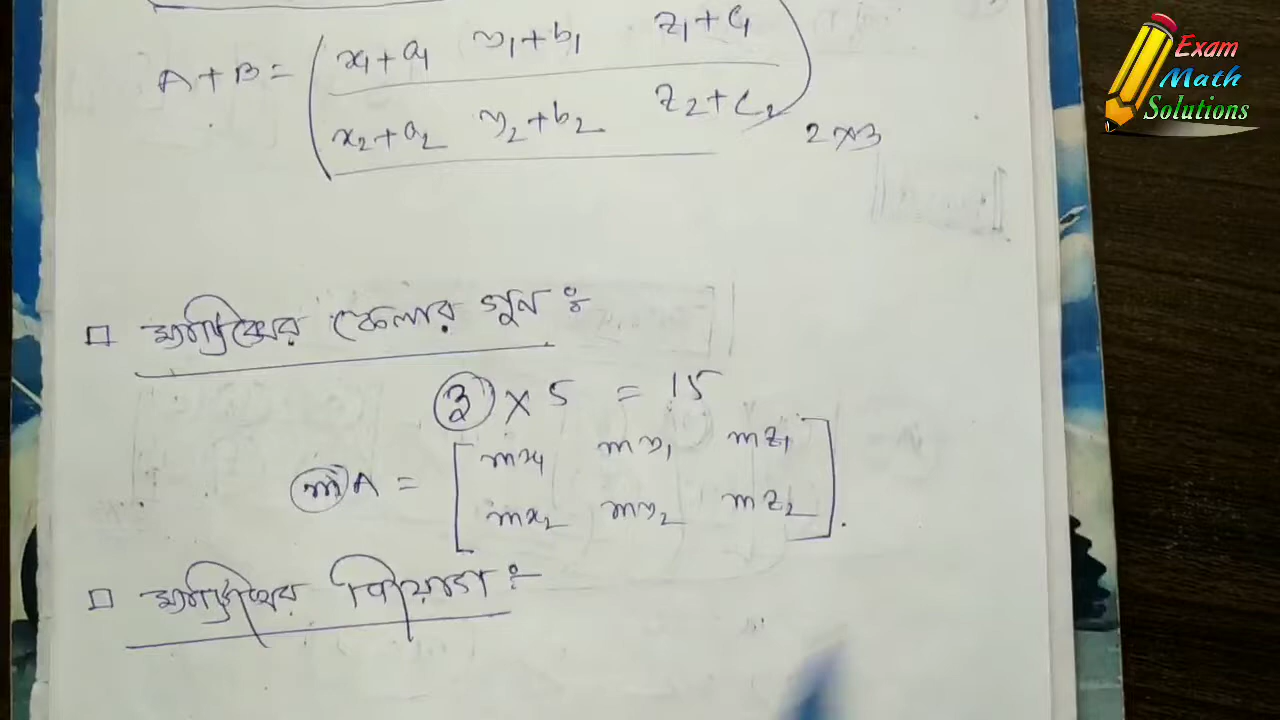 Exam
Math
Solutions
x₁+a₁ y₁+b₁ z₁+c₁
A+B=
x₂+a₂ y₂+b₂ z₂+c₂
2×3
□ ম্যাট্রিক্সের স্কেলার গুন ঃ
3 × 5 = 15
mx₁ my₁ mz₁
mA =
mx₂ my₂ mz₂ .
□ ম্যাট্রিক্সের বিয়োগ ঃ-